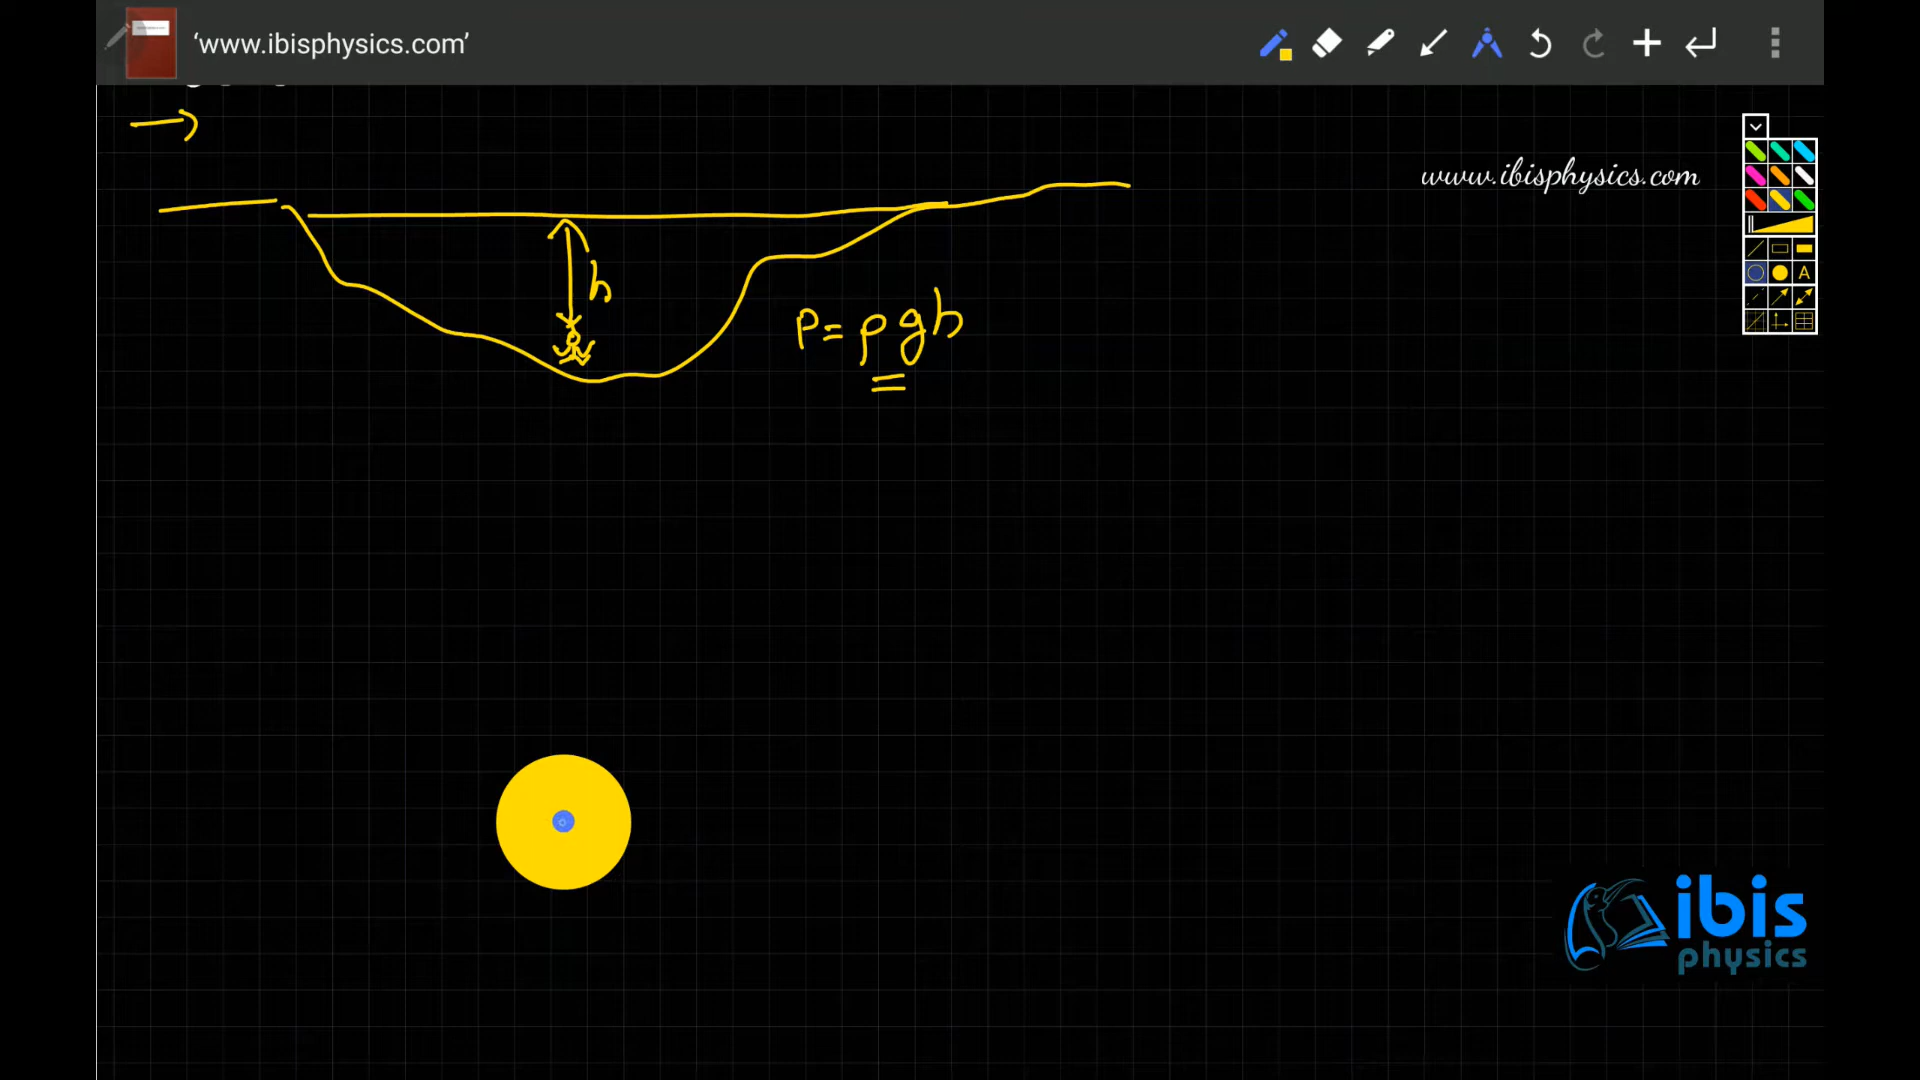 'www.ibisphysics.com'
www.ibisphysics.com
h
P = ρgh
A
ibis
physics